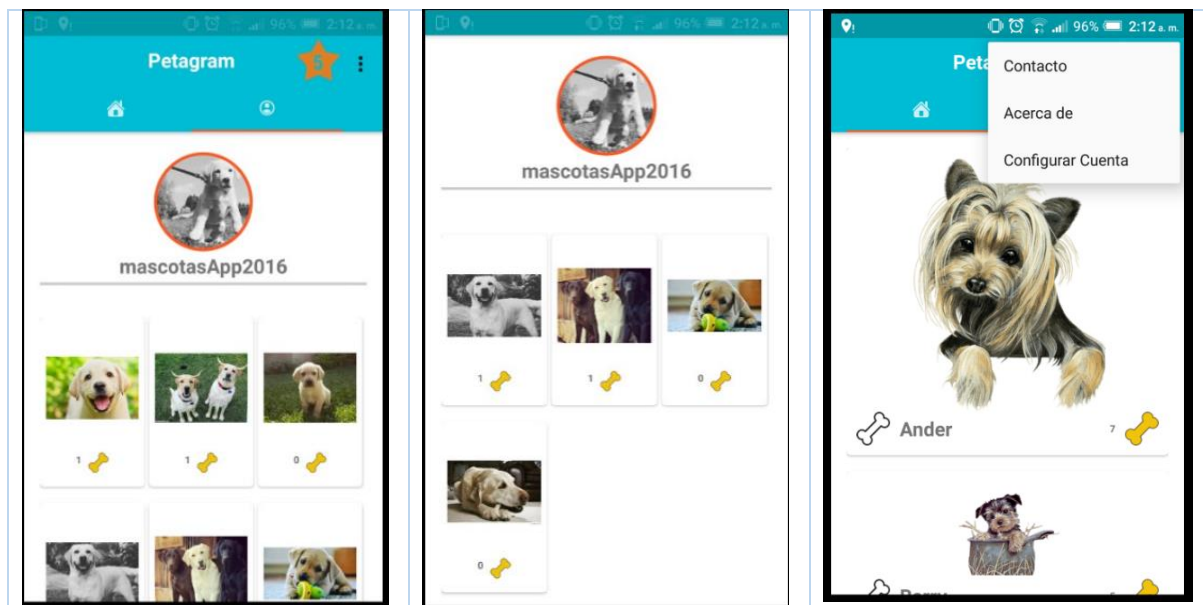 96% 2:12 a. m.
Petagram
5
mascotasApp2016
1
1
0
96% 2:12 a. m.
mascotasApp2016
1
1
0
0
96% 2:12 a. m.
Peta
Contacto
Acerca de
Configurar Cuenta
Ander
7